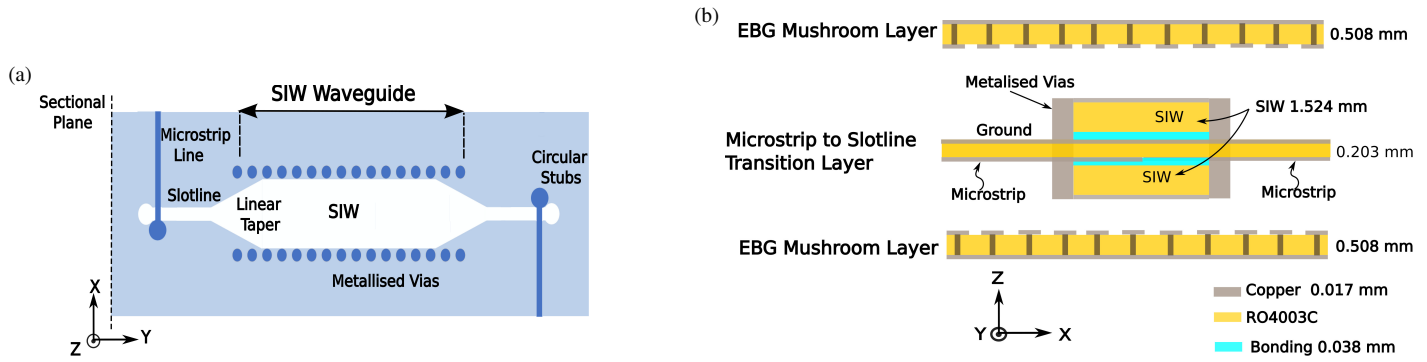 (a)
SIW Waveguide
Sectional
Plane
Microstrip
Line
Circular
Stubs
Slotline
Linear
Taper
SIW
Metallised Vias
X
Y
Z
(b)
EBG Mushroom Layer
0.508 mm
Metalised Vias
SIW
SIW 1.524 mm
Ground
Microstrip to Slotline
Transition Layer
0.203 mm
SIW
Microstrip
Microstrip
EBG Mushroom Layer
0.508 mm
Z
Y
X
Copper 0.017 mm
RO4003C
Bonding 0.038 mm